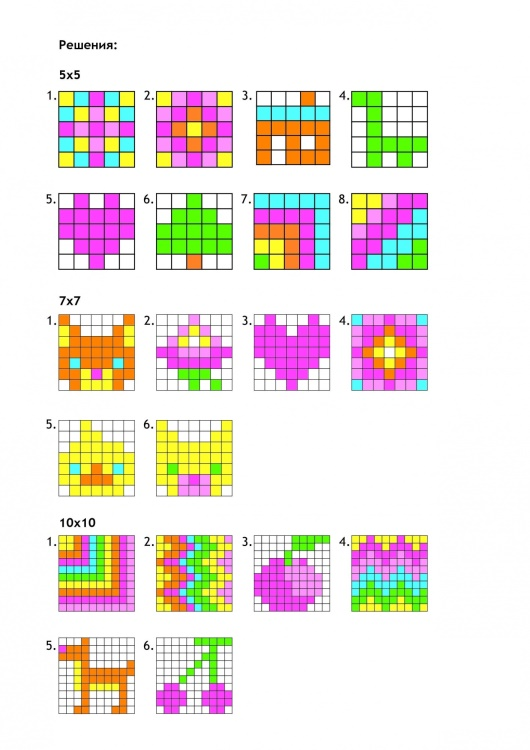 Решения:
5x5
1. 2. 3. 4.
5. 6. 7. 8.
7x7
1. 2. 3. 4.
5. 6.
10x10
1. 2. 3. 4.
5. 6.